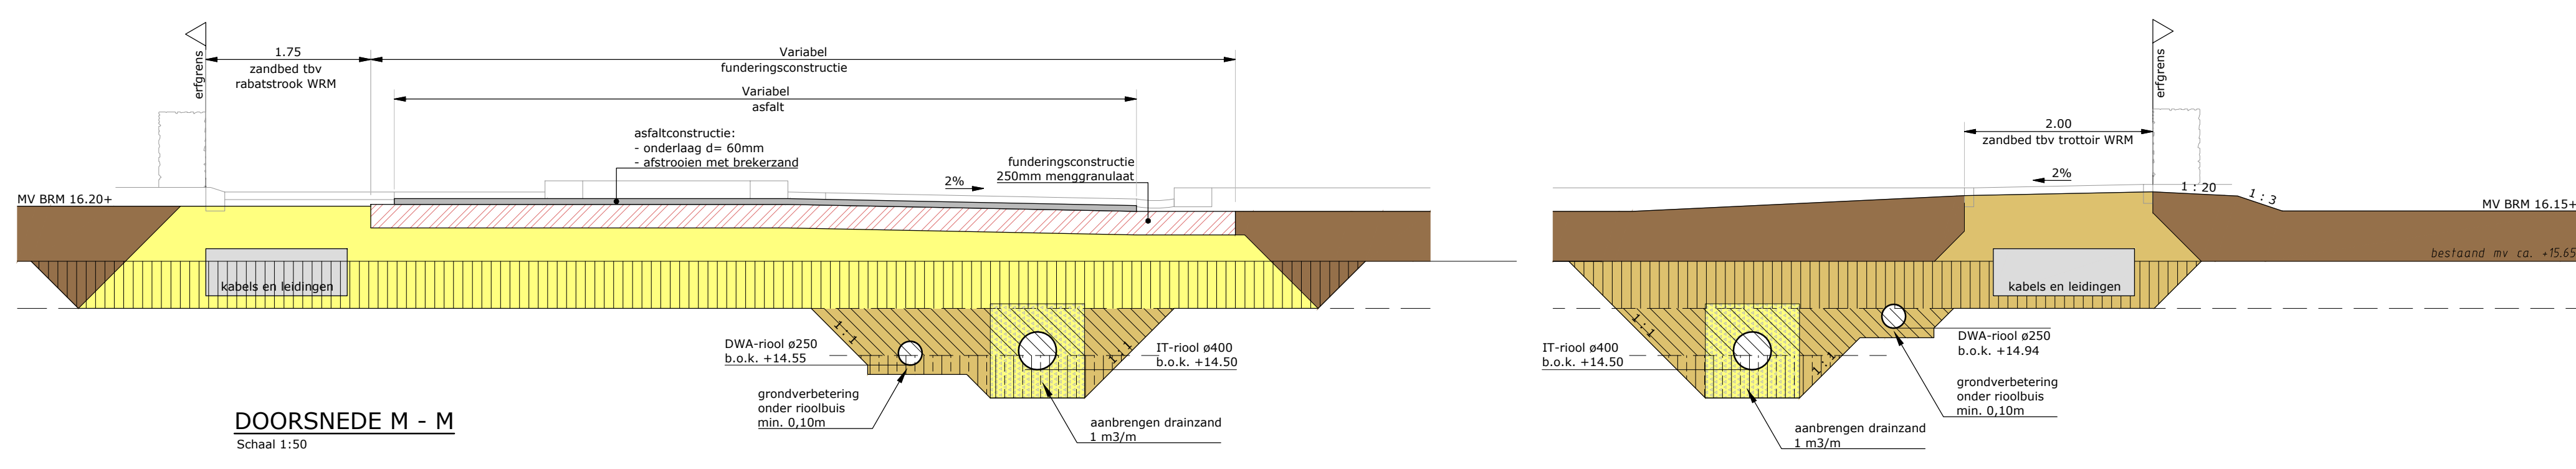 erfgrens
1.75
zandbed tbv
rabatstrook WRM
Variabel
funderingsconstructie
Variabel
asfalt
asfaltconstructie:
- onderlaag d= 60mm
- afstrooien met brekerzand
funderingsconstructie
250mm menggranulaat
2%
MV BRM 16.20+
kabels en leidingen
1:1
1:1
DWA-riool ø250
b.o.k. +14.55
IT-riool ø400
b.o.k. +14.50
grondverbetering
onder rioolbuis
min. 0,10m
aanbrengen drainzand
1 m3/m
DOORSNEDE M - M
Schaal 1:50
erfgrens
2.00
zandbed tbv trottoir WRM
2%
1 : 20
1 : 3
MV BRM 16.15+
bestaand mv ca. +15.65
kabels en leidingen
1:1
1:1
IT-riool ø400
b.o.k. +14.50
DWA-riool ø250
b.o.k. +14.94
grondverbetering
onder rioolbuis
min. 0,10m
aanbrengen drainzand
1 m3/m